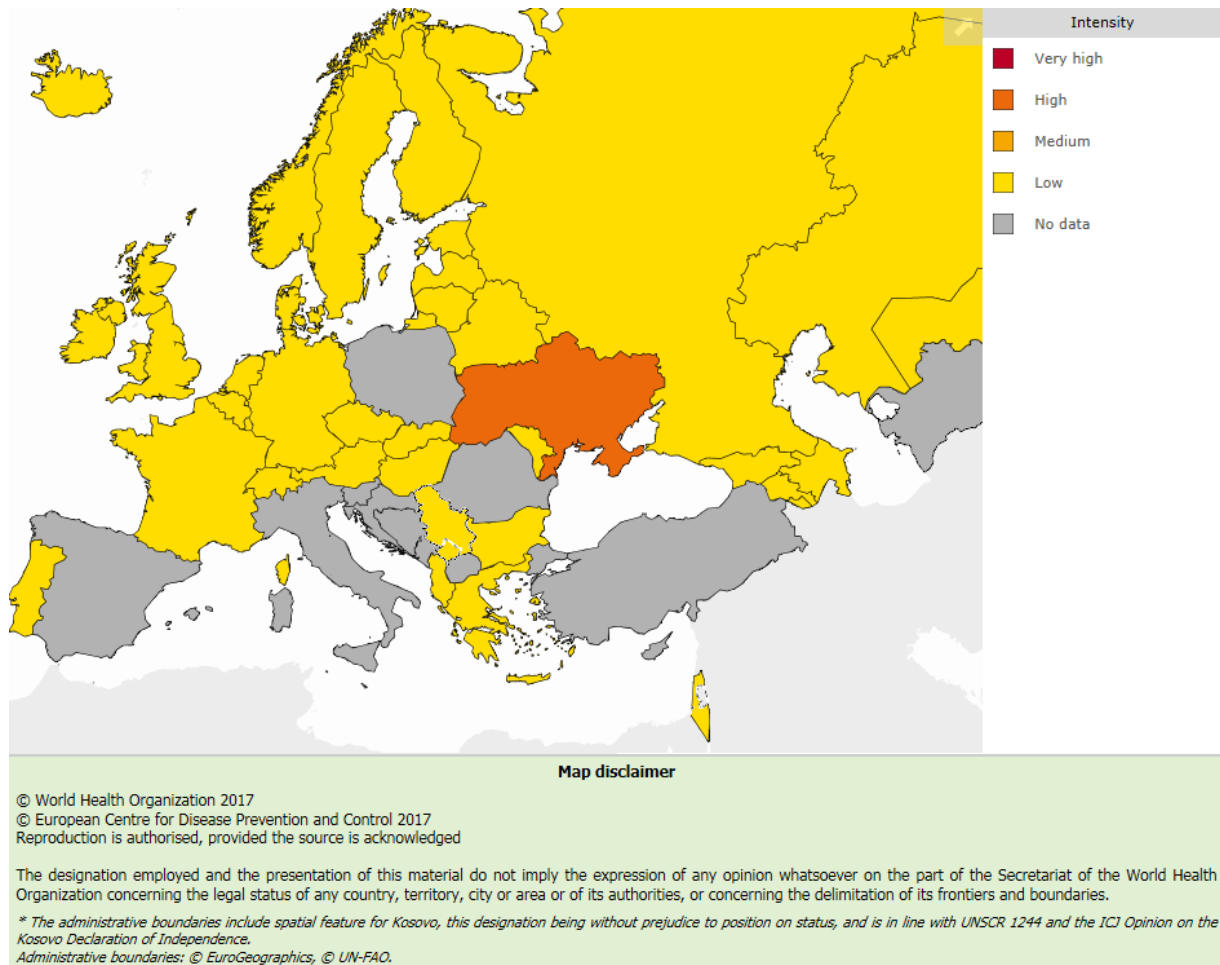 Intensity
Very high
High
Medium
Low
No data
Map disclaimer
© World Health Organization 2017
© European Centre for Disease Prevention and Control 2017
Reproduction is authorised, provided the source is acknowledged
The designation employed and the presentation of this material do not imply the expression of any opinion whatsoever on the part of the Secretariat of the World Health
Organization concerning the legal status of any country, territory, city or area or of its authorities, or concerning the delimitation of its frontiers and boundaries.
* The administrative boundaries include spatial feature for Kosovo, this designation being without prejudice to position on status, and is in line with UNSCR 1244 and the ICJ Opinion on the
Kosovo Declaration of Independence.
Administrative boundaries: © EuroGeographics, © UN-FAO.